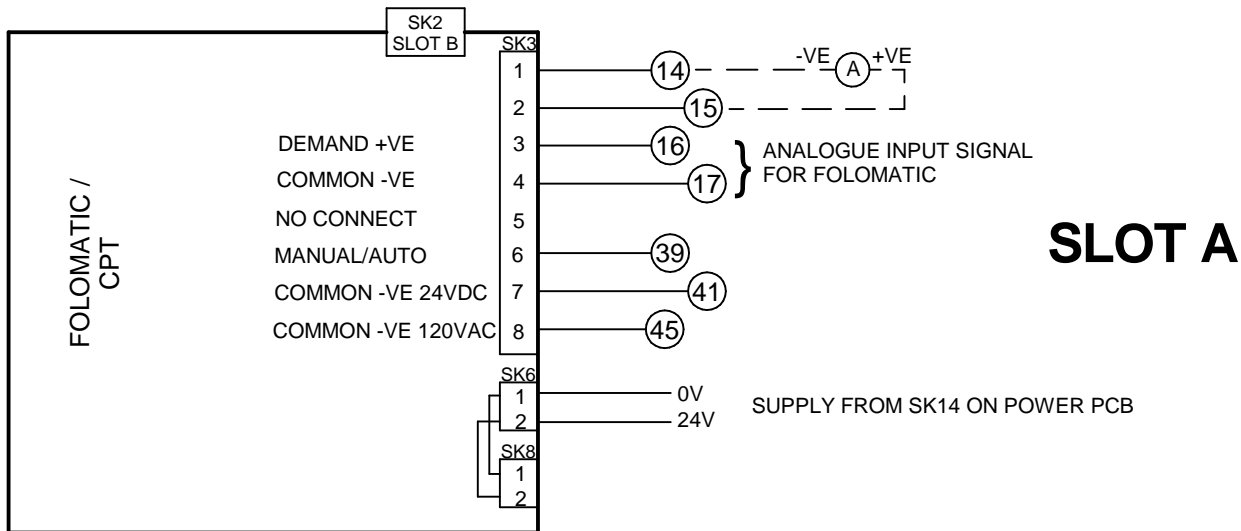 SK2
SLOT B
SK3
1 14 -VE A +VE
2 15
DEMAND +VE 3 16
COMMON -VE 4 17
} ANALOGUE INPUT SIGNAL
FOR FOLOMATIC
NO CONNECT 5
MANUAL/AUTO 6 39
COMMON -VE 24VDC 7 41
COMMON -VE 120VAC 8 45
FOLOMATIC /
CPT
SLOT A
SK6
1 0V
2 24V
SUPPLY FROM SK14 ON POWER PCB
SK8
1
2